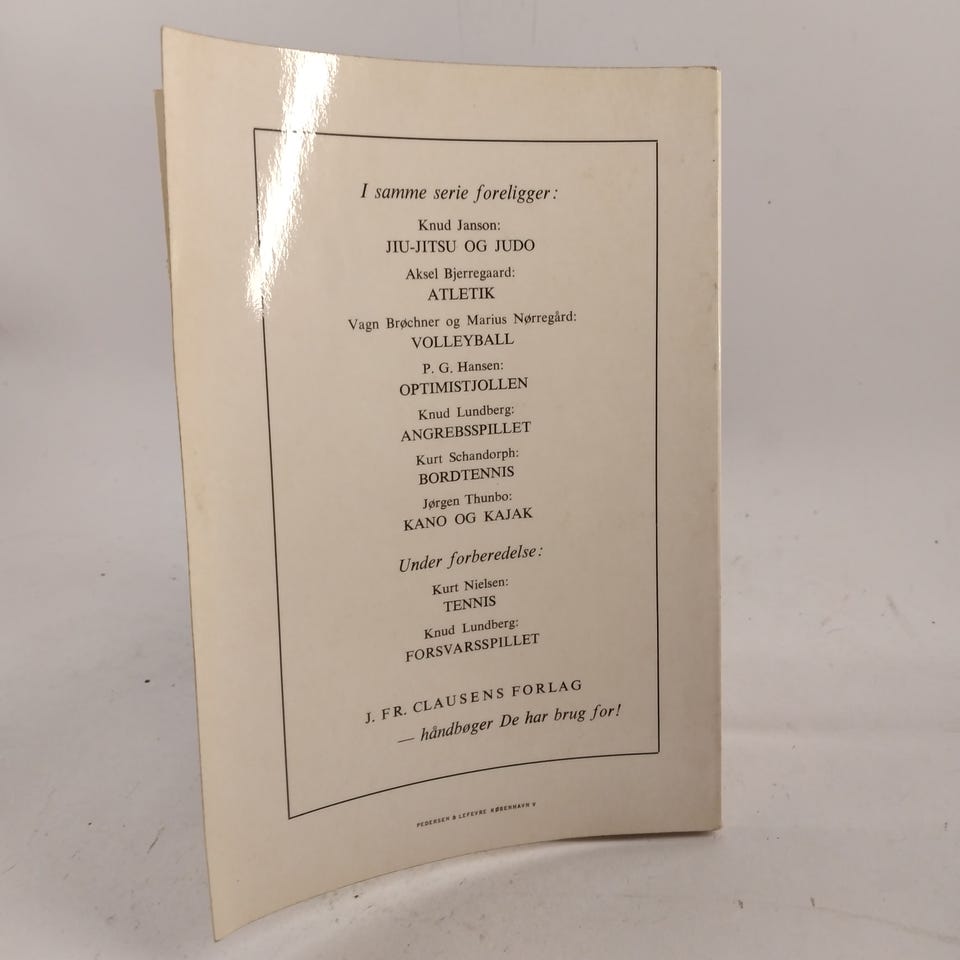 I samme serie foreligger:
Knud Janson:
JIU-JITSU OG JUDO
Aksel Bjerregaard:
ATLETIK
Vagn Brøchner og Marius Nørregård:
VOLLEYBALL
P. G. Hansen:
OPTIMISTJOLLEN
Knud Lundberg:
ANGREBSSPILLET
Kurt Schandorph:
BORDTENNIS
Jørgen Thunbo:
KANO OG KAJAK
Under forberedelse:
Kurt Nielsen:
TENNIS
Knud Lundberg:
FORSVARSSPILLET
J. FR. CLAUSENS FORLAG
— håndbøger De har brug for!
PEDERSEN & LEFEVRE KØBENHAVN V